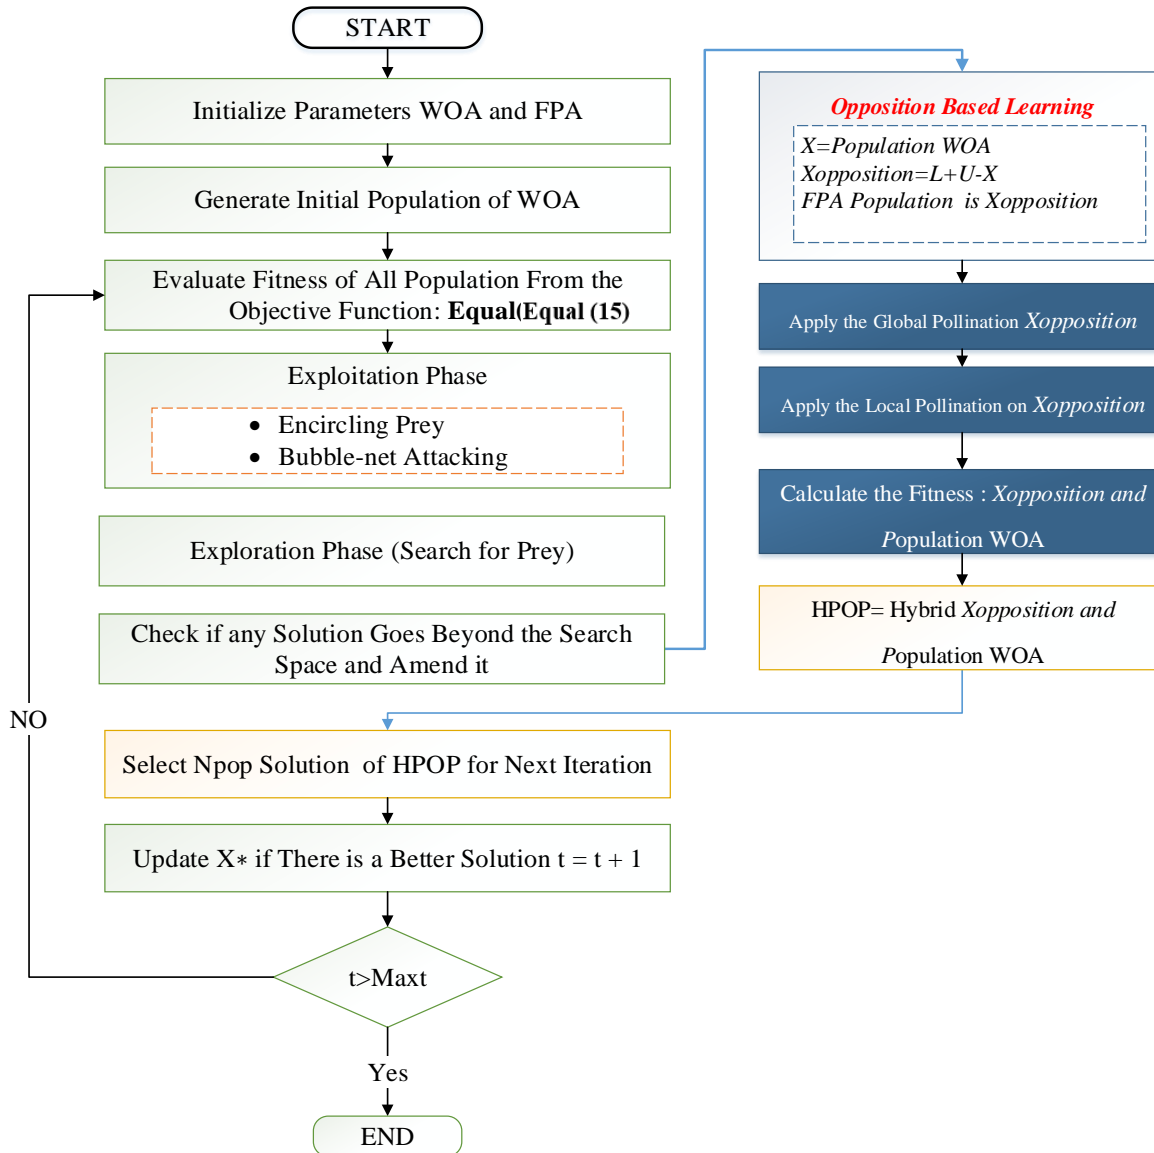 START
Initialize Parameters WOA and FPA
Generate Initial Population of WOA
Evaluate Fitness of All Population From the
Objective Function: Equal(Equal (15)
Exploitation Phase
• Encircling Prey
• Bubble-net Attacking
Exploration Phase (Search for Prey)
Check if any Solution Goes Beyond the Search
Space and Amend it
Opposition Based Learning
X=Population WOA
Xopposition=L+U-X
FPA Population is Xopposition
Apply the Global Pollination Xopposition
Apply the Local Pollination on Xopposition
Calculate the Fitness : Xopposition and
Population WOA
HPOP= Hybrid Xopposition and
Population WOA
Select Npop Solution of HPOP for Next Iteration
Update X* if There is a Better Solution t = t + 1
t>Maxt
NO
Yes
END